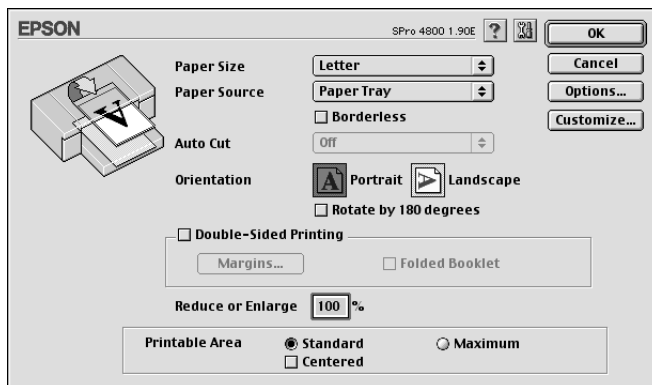 EPSON
SPro 4800 1.90E ? OK
Paper Size Letter Cancel
Paper Source Paper Tray Options...
Borderless Customize...
Auto Cut Off
Orientation A Portrait A Landscape
Rotate by 180 degrees
Double-Sided Printing
Margins... Folded Booklet
Reduce or Enlarge 100 %
Printable Area Standard Maximum
Centered